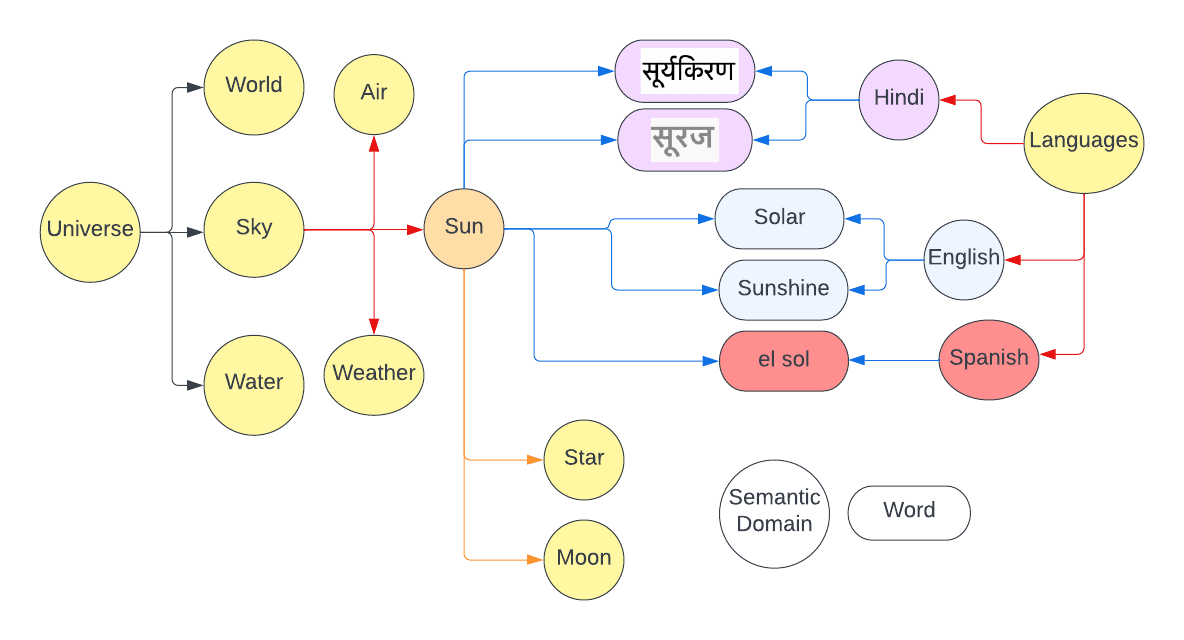 World
Air
Universe
Sky
Sun
Water
Weather
सूर्यकिरण
सूरज
Hindi
Languages
Solar
Sunshine
English
el sol
Spanish
Star
Moon
Semantic
Domain
Word